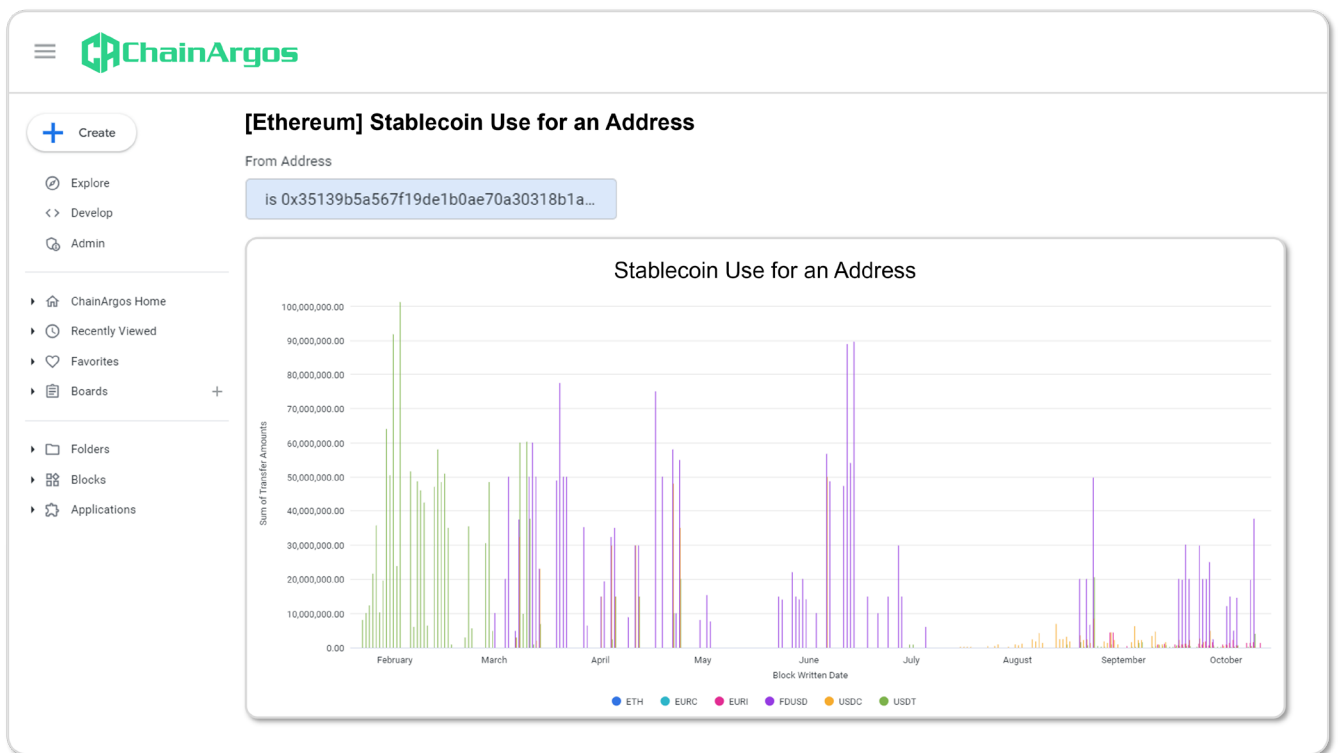 ChainArgos
Create
Explore
Develop
Admin
ChainArgos Home
Recently Viewed
Favorites
Boards
Folders
Blocks
Applications
[Ethereum] Stablecoin Use for an Address
From Address
is 0x35139b5a567f19de1b0ae70a30318b1a...
Stablecoin Use for an Address
Sum of Transfer Amounts
100,000,000.00
90,000,000.00
80,000,000.00
70,000,000.00
60,000,000.00
50,000,000.00
40,000,000.00
30,000,000.00
20,000,000.00
10,000,000.00
0.00
February March April May June July August September October
Block Written Date
ETH EURC EURI FDUSD USDC USDT